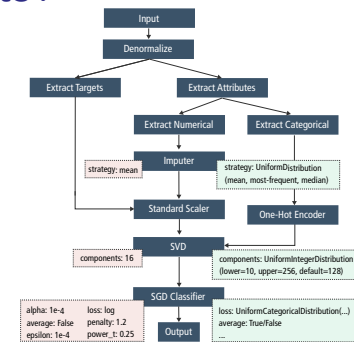 Input
Denormalize
Extract Targets
Extract Attributes
Extract Numerical
Extract Categorical
Imputer
strategy: mean
strategy: UniformDistribution
(mean, most-frequent, median)
Standard Scaler
One-Hot Encoder
SVD
components: 16
components: UniformIntegerDistribution
(lower=10, upper=256, default=128)
SGD Classifier
alpha: 1e-4
average: False
epsilon: 1e-4
loss: log
penalty: 1.2
power_t: 0.25
loss: UniformCategoricalDistribution(...)
average: True/False
...
Output